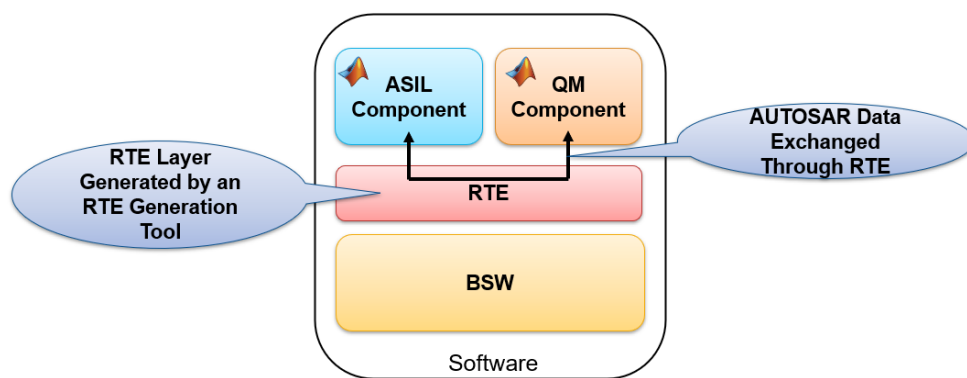 ASIL
Component
QM
Component
AUTOSAR Data
Exchanged
Through RTE
RTE Layer
Generated by an
RTE Generation
Tool
RTE
BSW
Software